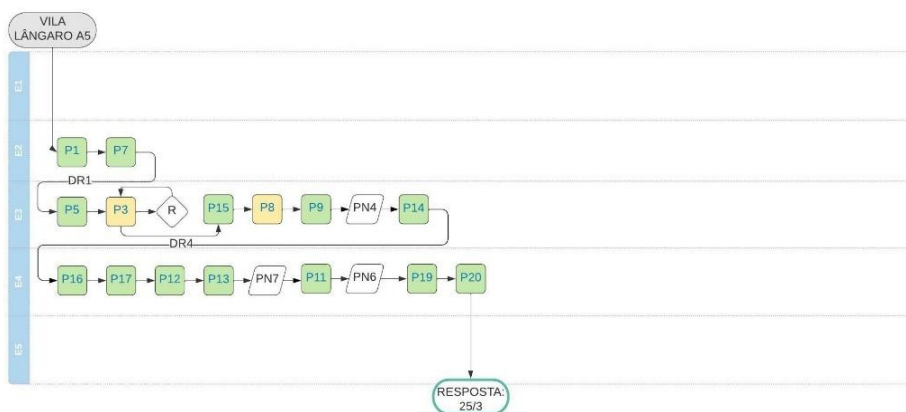 VILA
LÂNGARO A5
E1
E2
P1
P7
DR1
E3
P5
P3
R
P15
P8
P9
PN4
P14
DR4
E4
P16
P17
P12
P13
PN7
P11
PN6
P19
P20
E5
RESPOSTA:
25/3